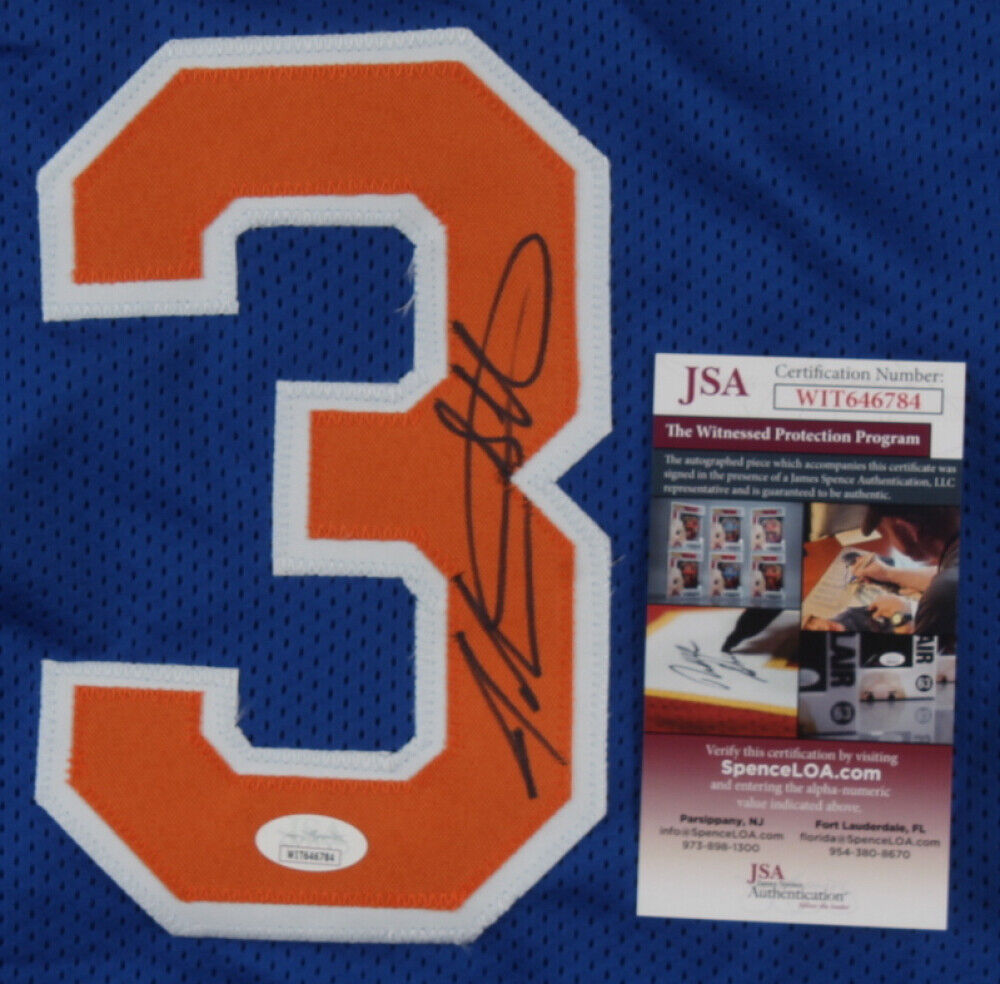 3
JSA
Certification Number:
WIT646784
The Witnessed Protection Program
The autographed piece which accompanies this certificate was
signed in the presence of a James Spence Authentication, LLC
representative and is guaranteed to be authentic.
LAIR
Verify this certification by visiting
SpenceLOA.com
and entering the alpha-numeric
value indicated above.
Parsippany, NJ
info@SpenceLOA.com
973-898-1300
Fort Lauderdale, FL
florida@SpenceLOA.com
954-380-8670
JSA
James Spence
Authentication
WIT646784